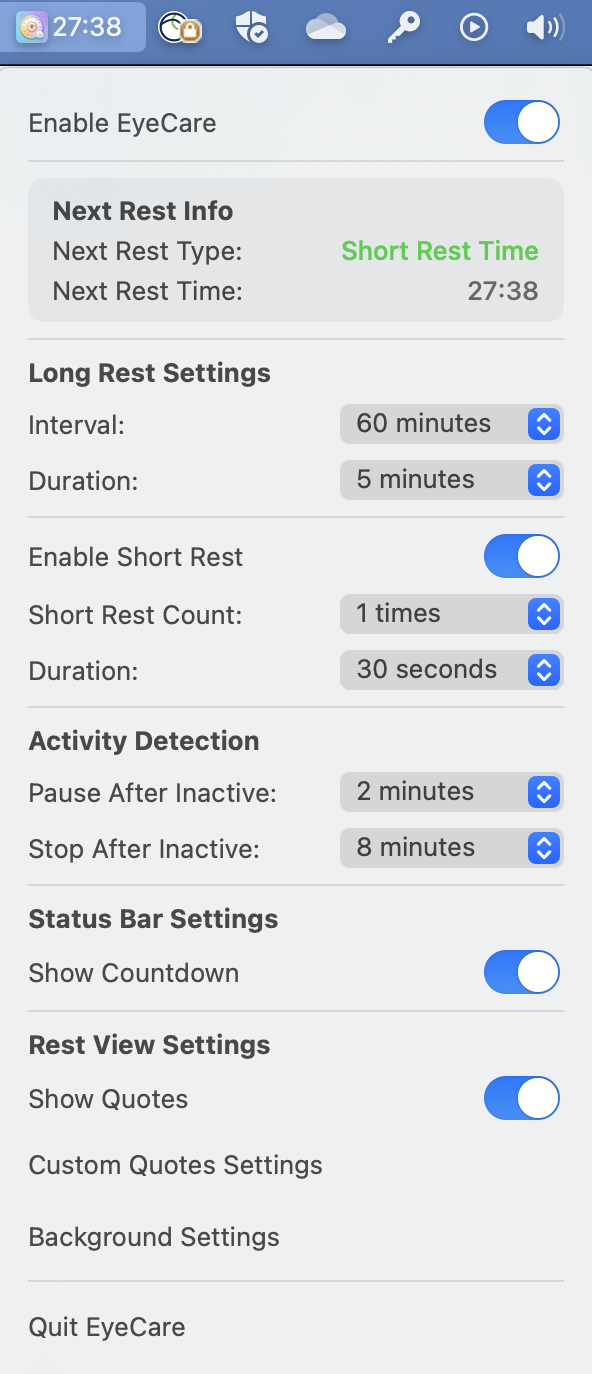 27:38
Enable EyeCare
Next Rest Info
Next Rest Type: Short Rest Time
Next Rest Time: 27:38
Long Rest Settings
Interval: 60 minutes
Duration: 5 minutes
Enable Short Rest
Short Rest Count: 1 times
Duration: 30 seconds
Activity Detection
Pause After Inactive: 2 minutes
Stop After Inactive: 8 minutes
Status Bar Settings
Show Countdown
Rest View Settings
Show Quotes
Custom Quotes Settings
Background Settings
Quit EyeCare